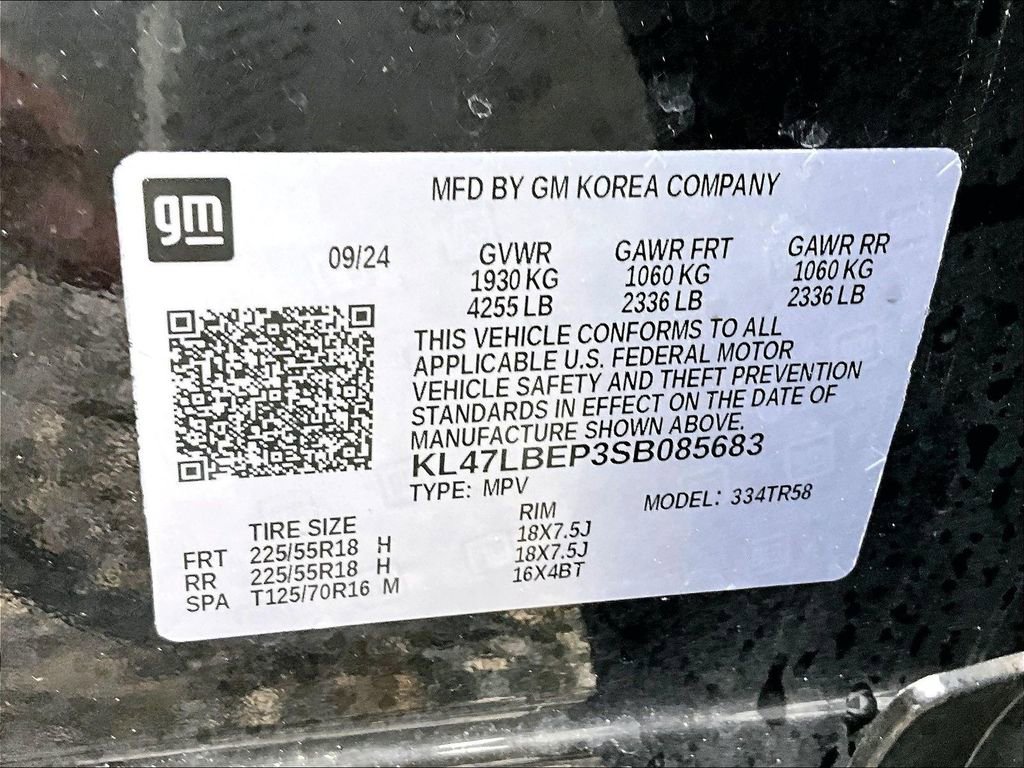 gm
MFD BY GM KOREA COMPANY
09/24
GVWR GAWR FRT GAWR RR
1930 KG 1060 KG 1060 KG
4255 LB 2336 LB 2336 LB
THIS VEHICLE CONFORMS TO ALL
APPLICABLE U.S. FEDERAL MOTOR
VEHICLE SAFETY AND THEFT PREVENTION
STANDARDS IN EFFECT ON THE DATE OF
MANUFACTURE SHOWN ABOVE.
KL47LBEP3SB085683
TYPE: MPV MODEL: 334TR58
TIRE SIZE RIM
FRT 225/55R18 H 18X7.5J
RR 225/55R18 H 18X7.5J
SPA T125/70R16 M 16X4BT